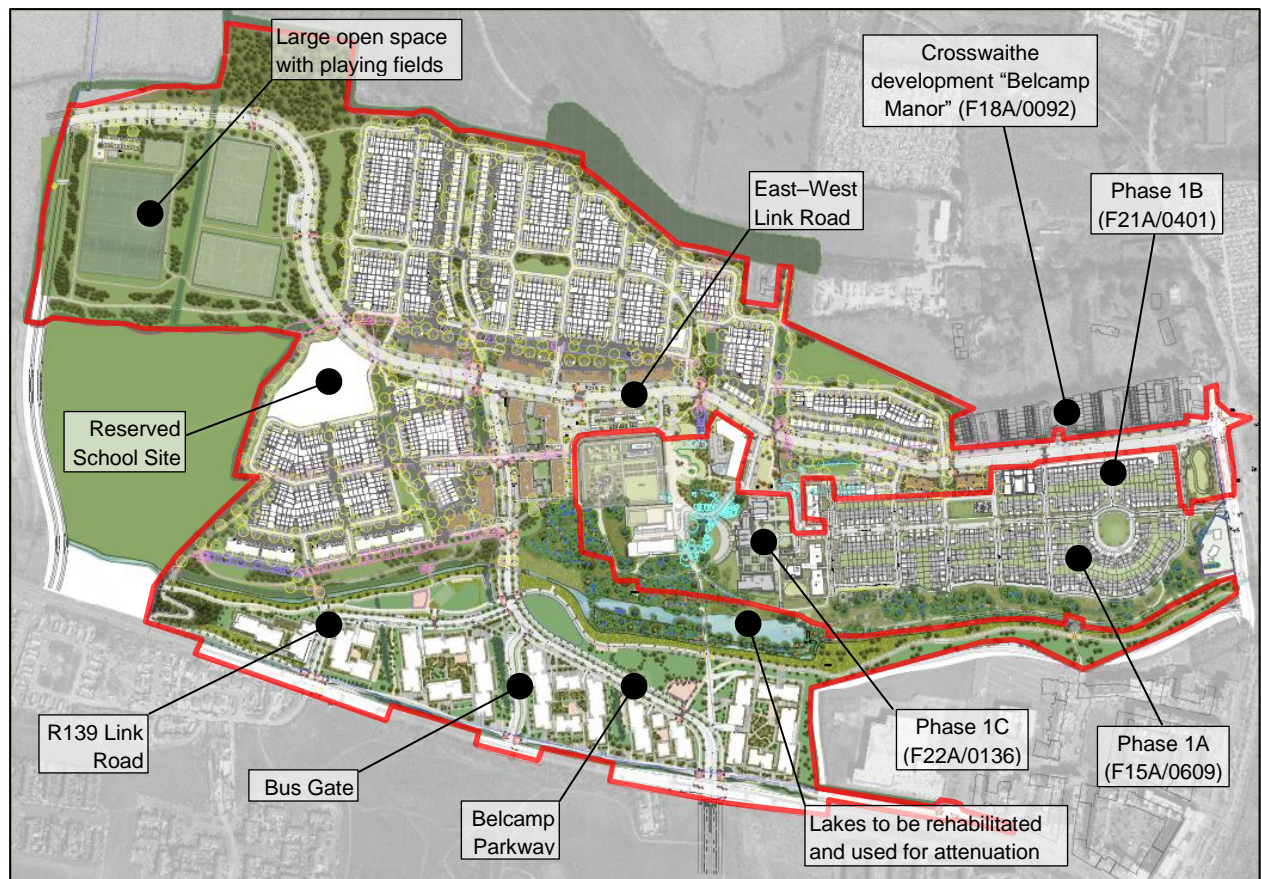 Large open space
with playing fields
Crosswaithe
development “Belcamp
Manor” (F18A/0092)
East–West
Link Road
Phase 1B
(F21A/0401)
Reserved
School Site
R139 Link
Road
Bus Gate
Belcamp
Parkway
Phase 1C
(F22A/0136)
Phase 1A
(F15A/0609)
Lakes to be rehabilitated
and used for attenuation